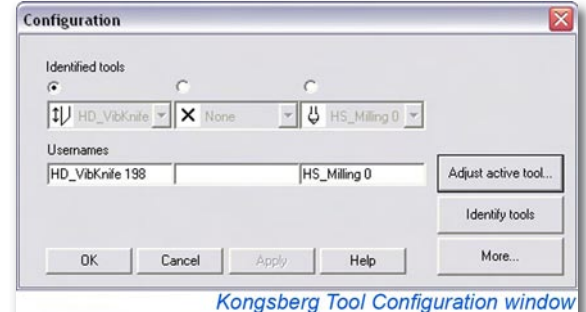 Configuration
Identified tools
HD_VibKnife None HS_Milling 0
Usernames
HD_VibKnife 198 HS_Milling 0 Adjust active tool...
Identify tools
OK Cancel Apply Help More...
Kongsberg Tool Configuration window